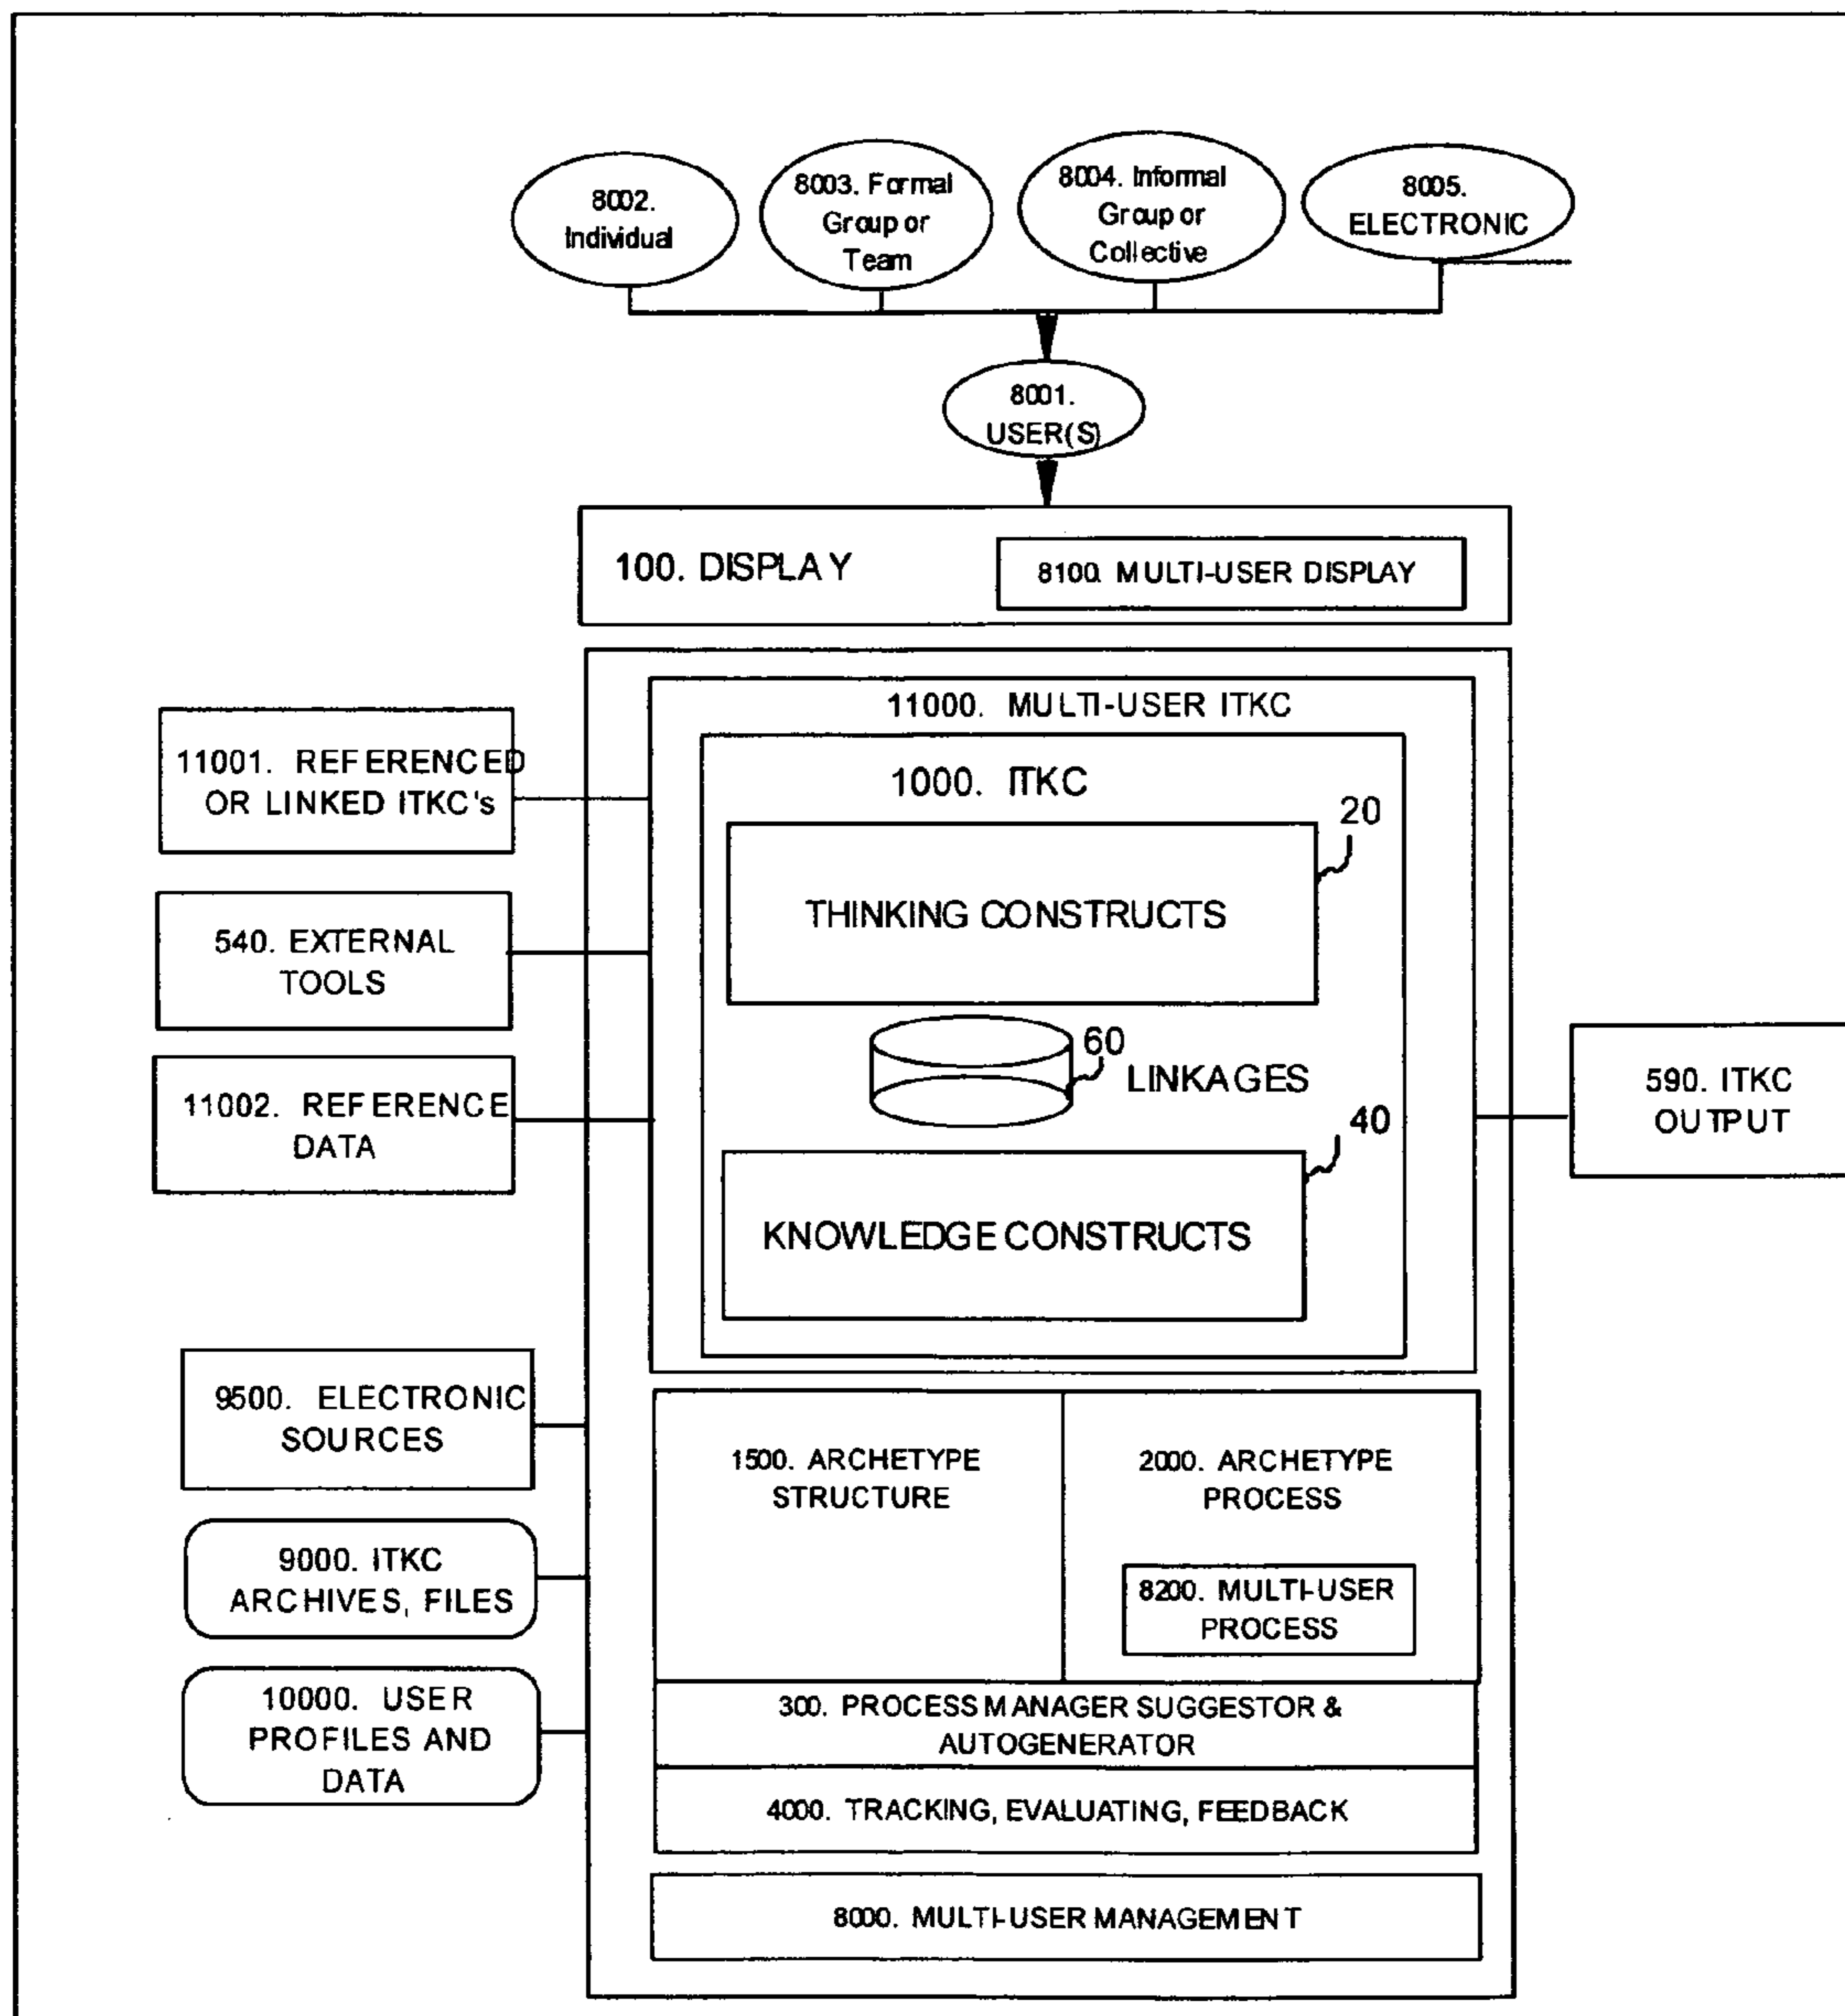 8002.
Individual
8003. Formal
Group or
Team
8004. Informal
Group or
Collective
8005.
ELECTRONIC
8001.
USER(S)
100. DISPLAY
8100. MULTI-USER DISPLAY
11000. MULTI-USER ITKC
11001. REFERENCED
OR LINKED ITKC's
1000. ITKC
20
THINKING CONSTRUCTS
540. EXTERNAL
TOOLS
60
LINKAGES
11002. REFERENCE
DATA
590. ITKC
OUTPUT
40
KNOWLEDGE CONSTRUCTS
9500. ELECTRONIC
SOURCES
1500. ARCHETYPE
STRUCTURE
2000. ARCHETYPE
PROCESS
9000. ITKC
ARCHIVES, FILES
8200. MULTI-USER
PROCESS
10000. USER
PROFILES AND
DATA
300. PROCESS MANAGER SUGGESTOR &
AUTOGENERATOR
4000. TRACKING, EVALUATING, FEEDBACK
8000. MULTI-USER MANAGEMENT